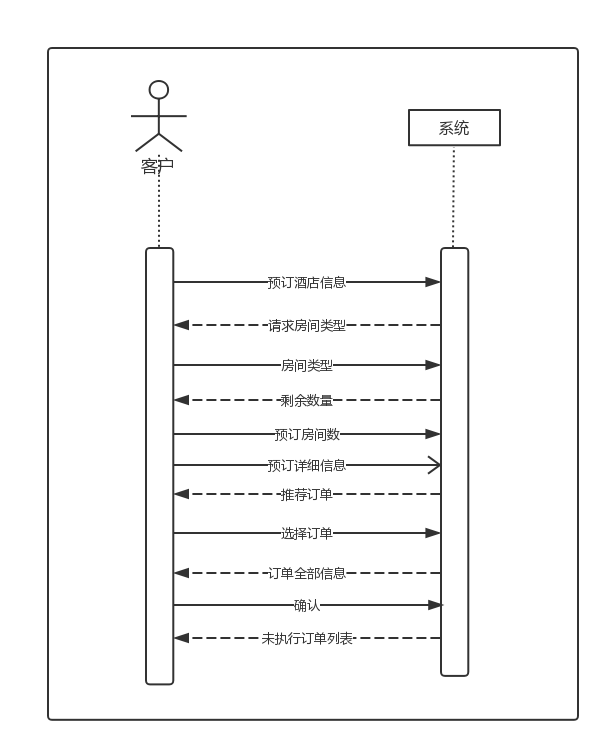 客户
系统
预订酒店信息
请求房间类型
房间类型
剩余数量
预订房间数
预订详细信息
推荐订单
选择订单
订单全部信息
确认
未执行订单列表